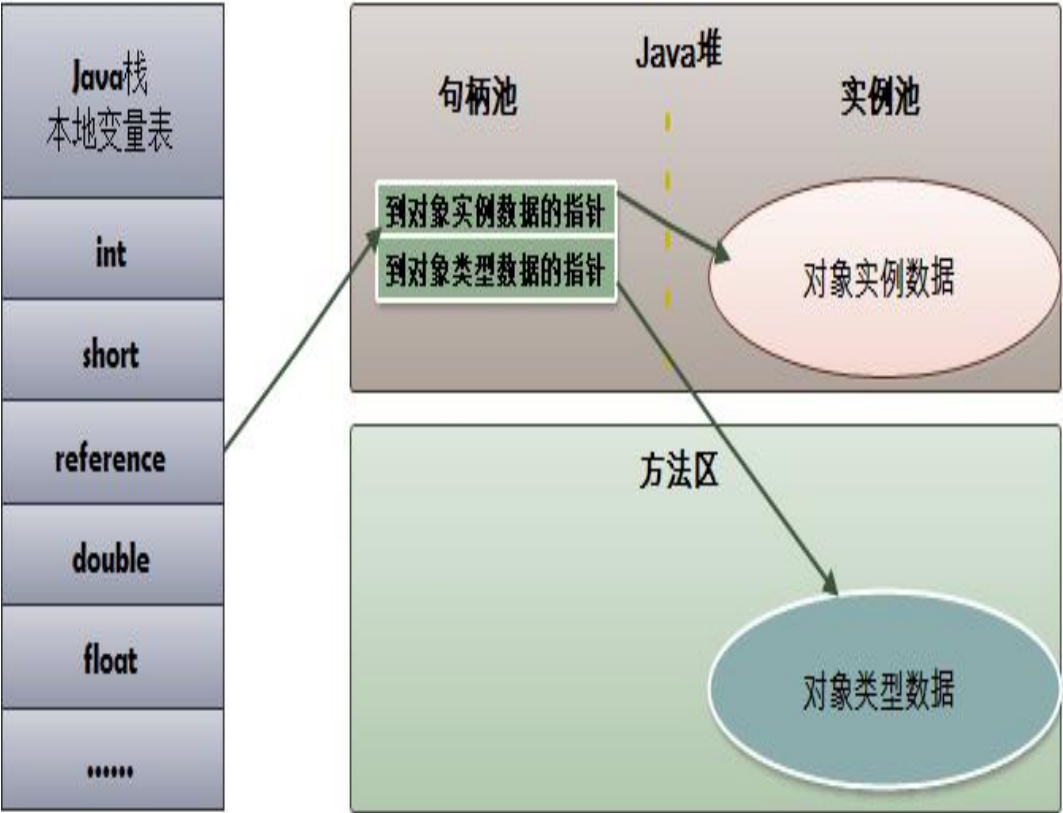 Java栈
本地变量表
int
short
reference
double
float
......
Java堆
句柄池
实例池
到对象实例数据的指针
到对象类型数据的指针
对象实例数据
方法区
对象类型数据